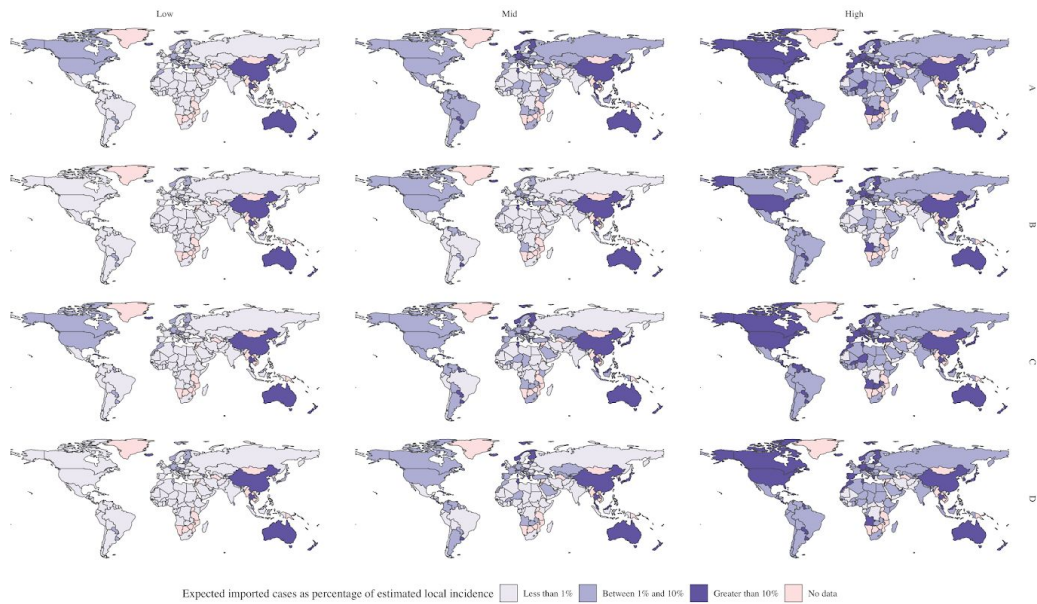 Low Mid High
A
B
C
D
Expected imported cases as percentage of estimated local incidence Less than 1% Between 1% and 10% Greater than 10% No data